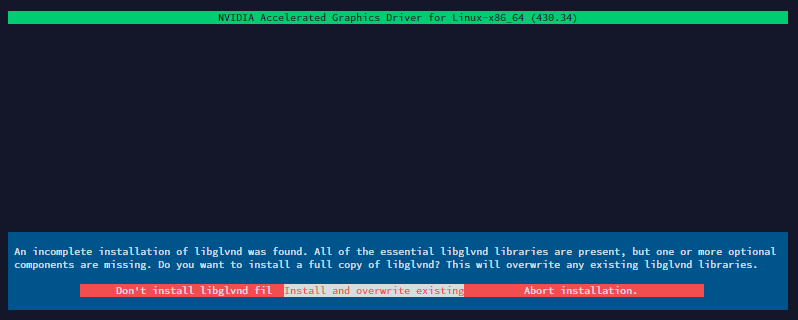 NVIDIA Accelerated Graphics Driver for Linux-x86_64 (430.34)
An incomplete installation of libglvnd was found. All of the essential libglvnd libraries are present, but one or more optional
components are missing. Do you want to install a full copy of libglvnd? This will overwrite any existing libglvnd libraries.
Don't install libglvnd fil Install and overwrite existing Abort installation.